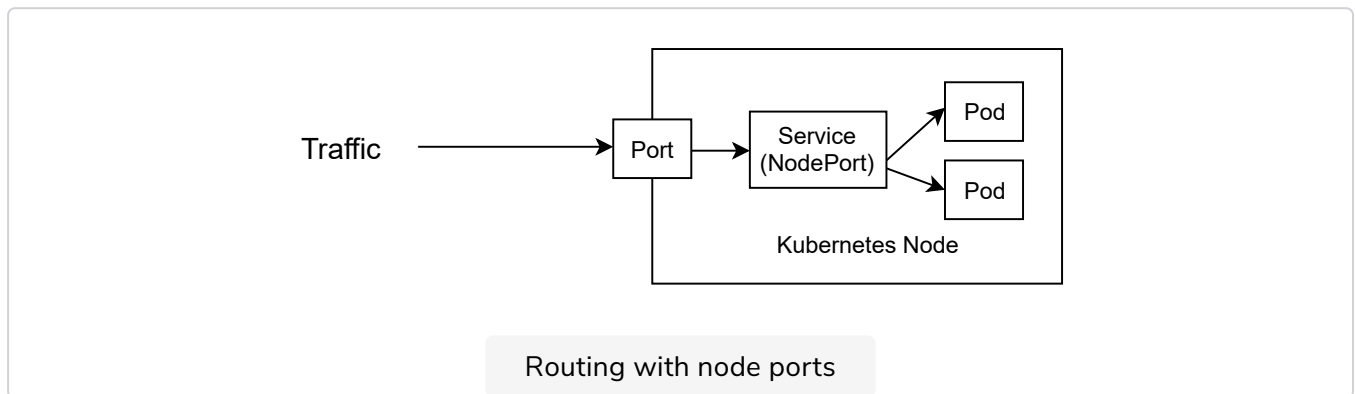 Traffic
Port
Service
(NodePort)
Pod
Pod
Kubernetes Node
Routing with node ports